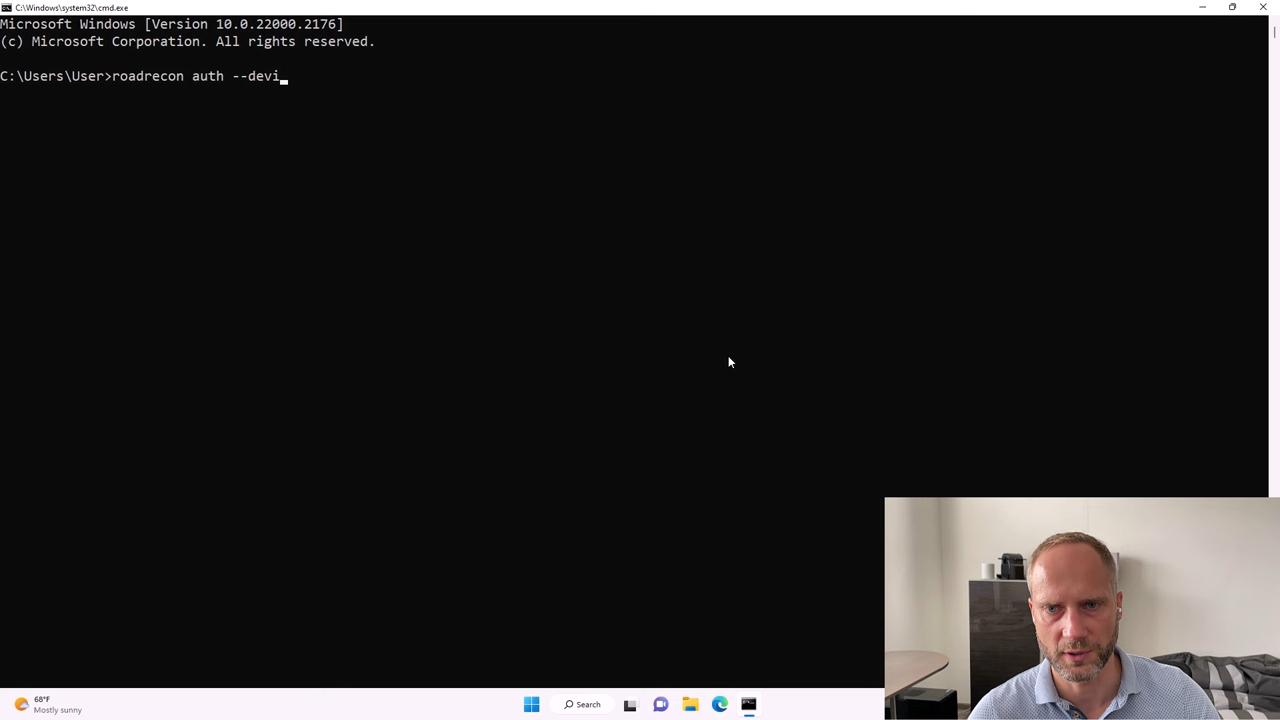 C:\Windows\system32\cmd.exe
Microsoft Windows [Version 10.0.22000.2176]
(c) Microsoft Corporation. All rights reserved.
C:\Users\User>roadrecon auth --devi
68°F
Mostly sunny
Search